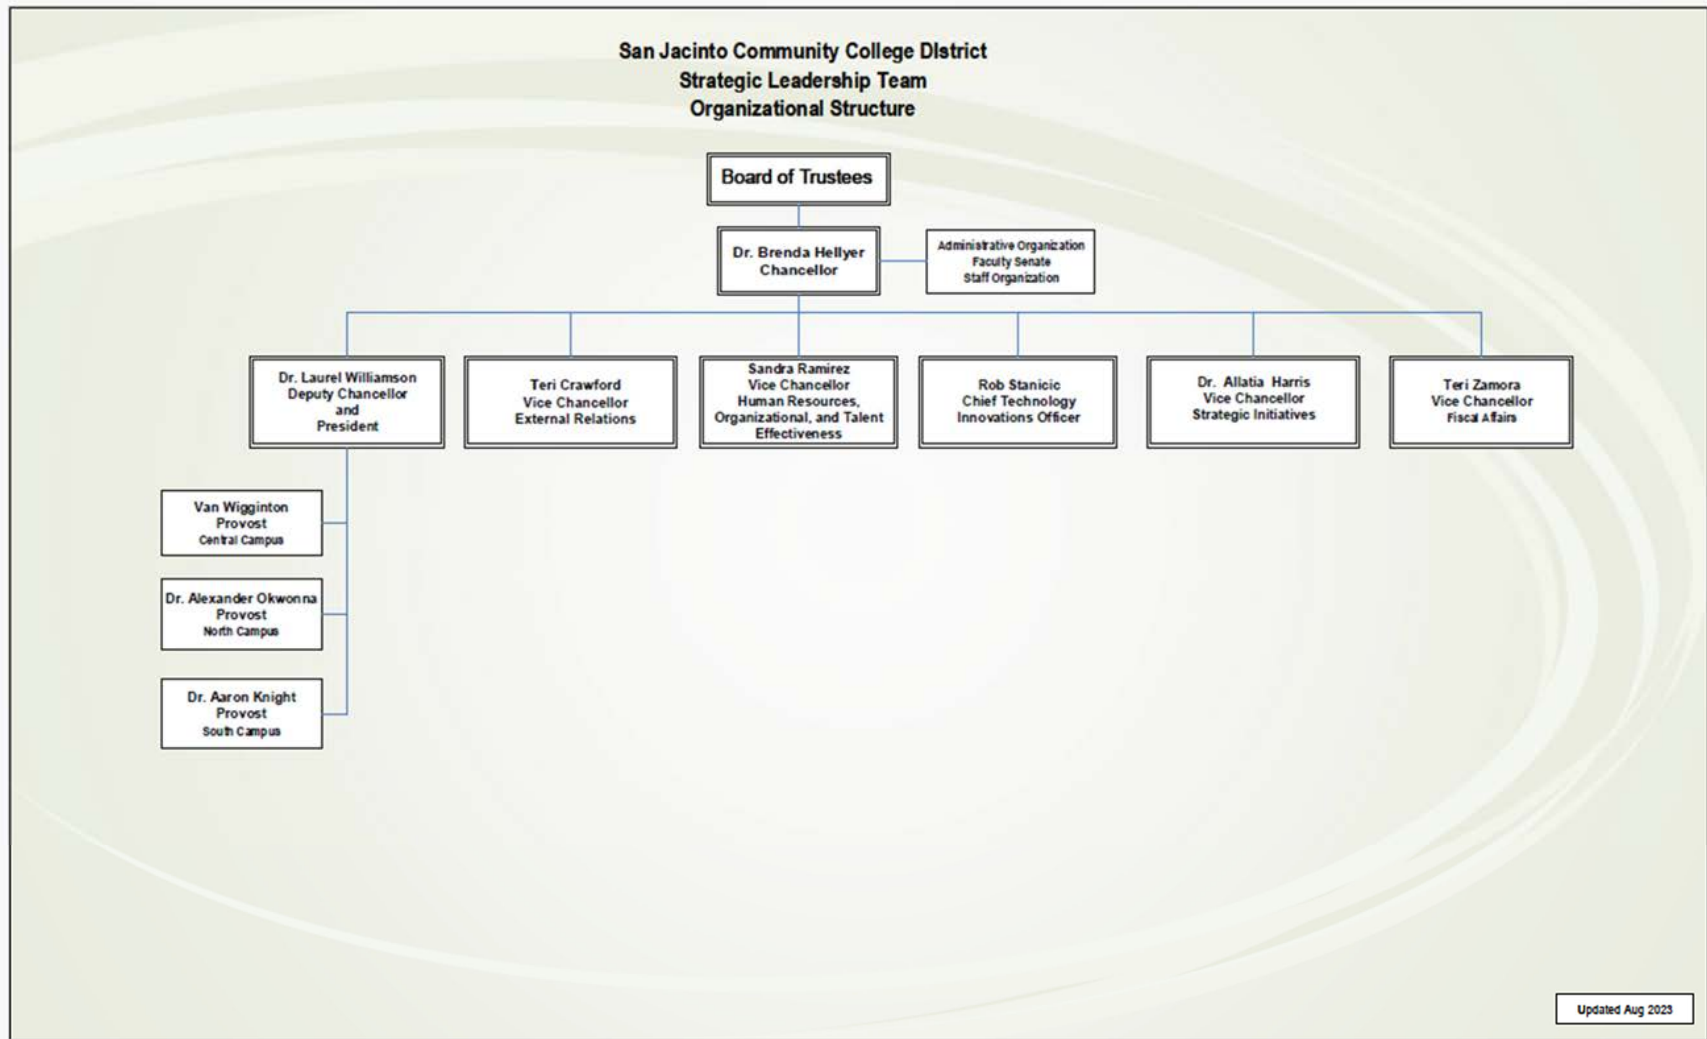 San Jacinto Community College DIstrict
Strategic Leadership Team
Organizational Structure
Board of Trustees
Dr. Brenda Hellyer
Chancellor
Administrative Organization
Faculty Senate
Staff Organization
Dr. Laurel Williamson
Deputy Chancellor
and
President
Teri Crawford
Vice Chancellor
External Relations
Sandra Ramirez
Vice Chancellor
Human Resources,
Organizational, and Talent
Effectiveness
Rob Stanicic
Chief Technology
Innovations Officer
Dr. Allatia Harris
Vice Chancellor
Strategic Initiatives
Teri Zamora
Vice Chancellor
Fiscal Affairs
Van Wigginton
Provost
Central Campus
Dr. Alexander Okwonna
Provost
North Campus
Dr. Aaron Knight
Provost
South Campus
Updated Aug 2023